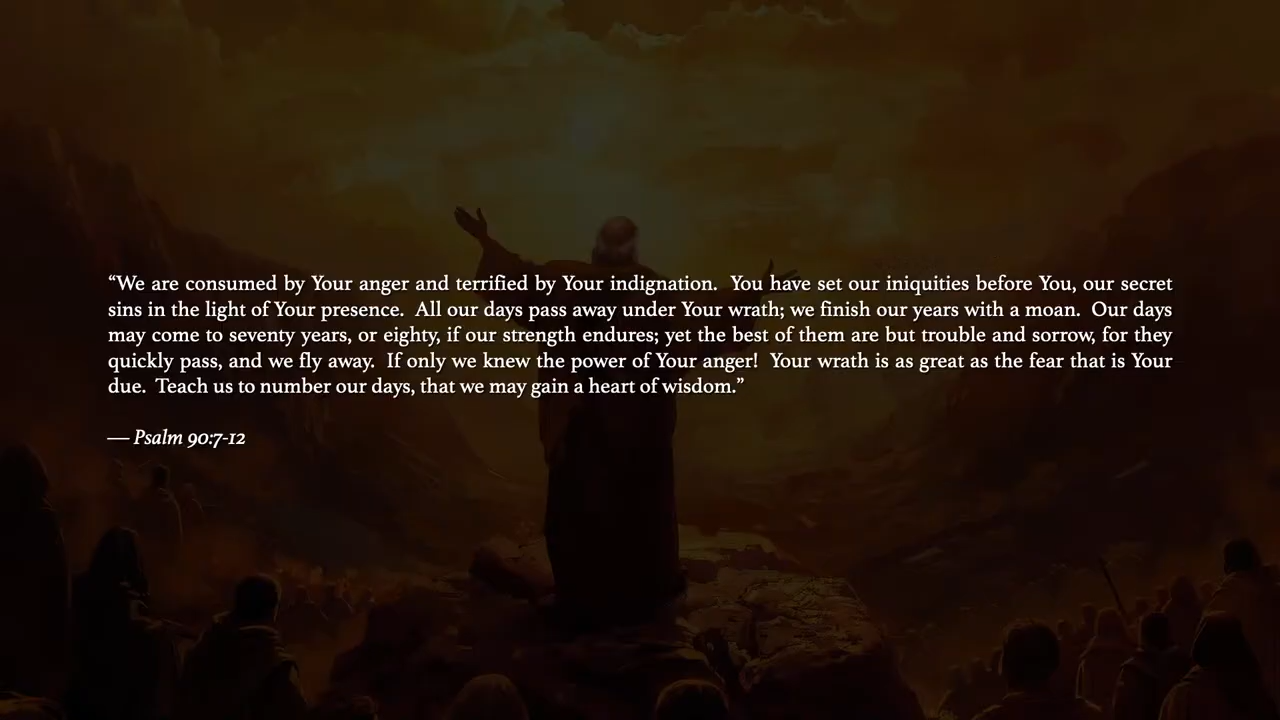 “We are consumed by Your anger and terrified by Your indignation.  You have set our iniquities before You, our secret
sins in the light of Your presence.  All our days pass away under Your wrath; we finish our years with a moan.  Our days
may come to seventy years, or eighty, if our strength endures; yet the best of them are but trouble and sorrow, for they
quickly pass, and we fly away.  If only we knew the power of Your anger!  Your wrath is as great as the fear that is Your
due.  Teach us to number our days, that we may gain a heart of wisdom.”
— Psalm 90:7-12